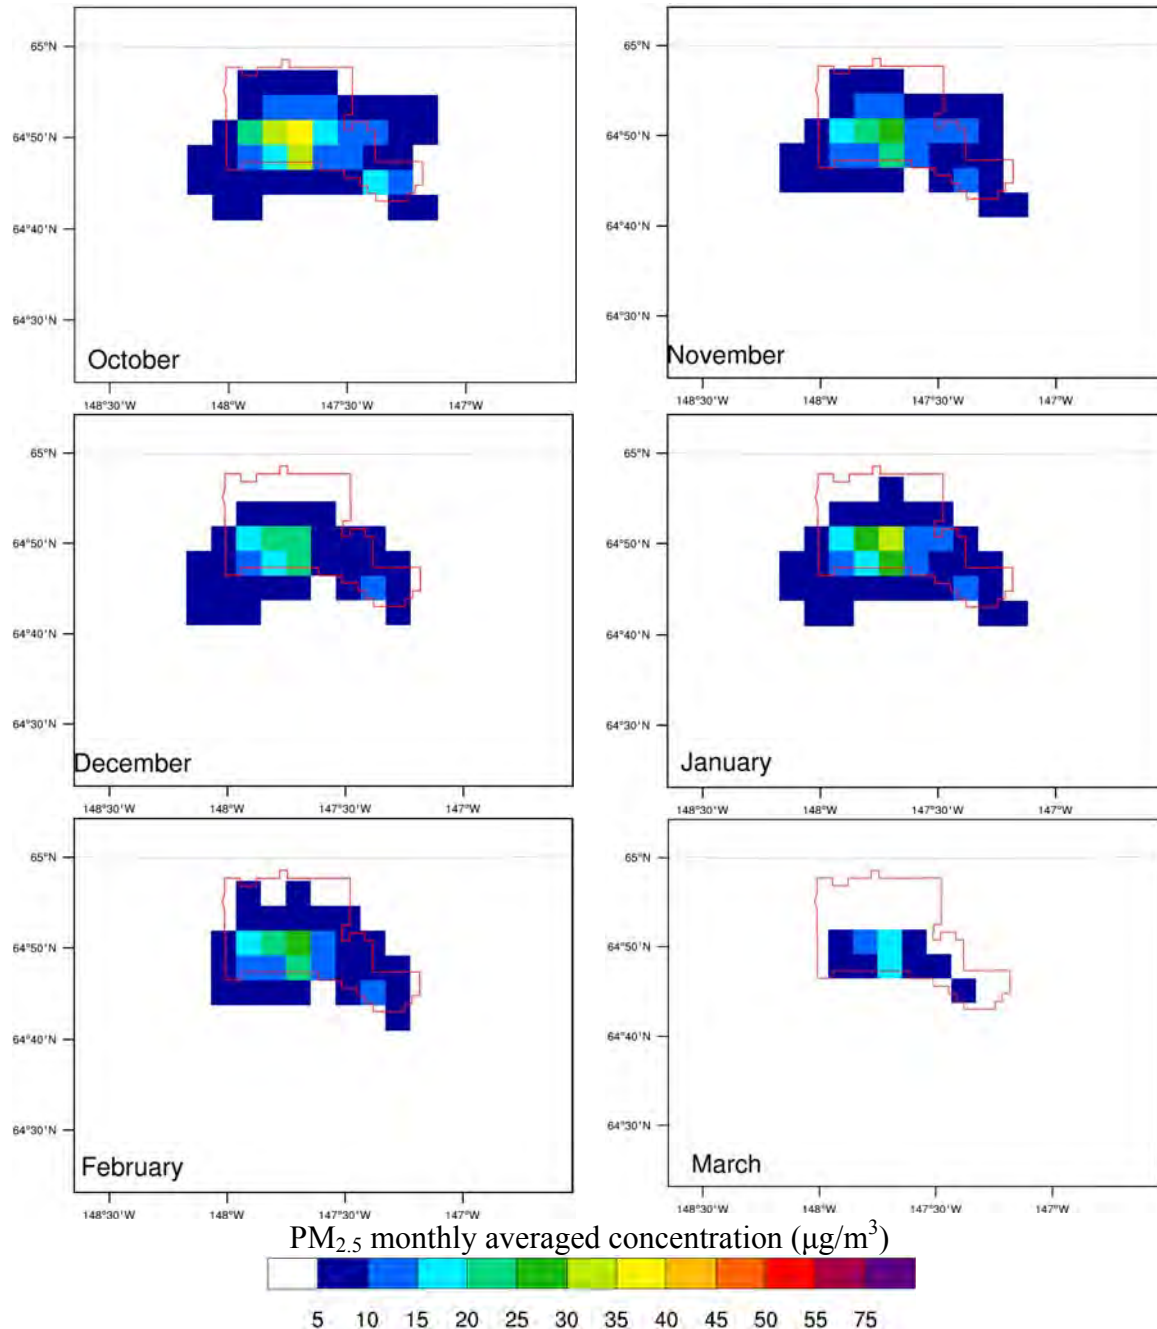 65°N
64°50'N
64°40'N
64°30'N
October
148°30'W 148°W 147°30'W 147°W
65°N
64°50'N
64°40'N
64°30'N
November
148°30'W 148°W 147°30'W 147°W
65°N
64°50'N
64°40'N
64°30'N
December
148°30'W 148°W 147°30'W 147°W
65°N
64°50'N
64°40'N
64°30'N
January
148°30'W 148°W 147°30'W 147°W
65°N
64°50'N
64°40'N
64°30'N
February
148°30'W 148°W 147°30'W 147°W
65°N
64°50'N
64°40'N
64°30'N
March
148°30'W 148°W 147°30'W 147°W
PM2.5 monthly averaged concentration (μg/m³)
5 10 15 20 25 30 35 40 45 50 55 75